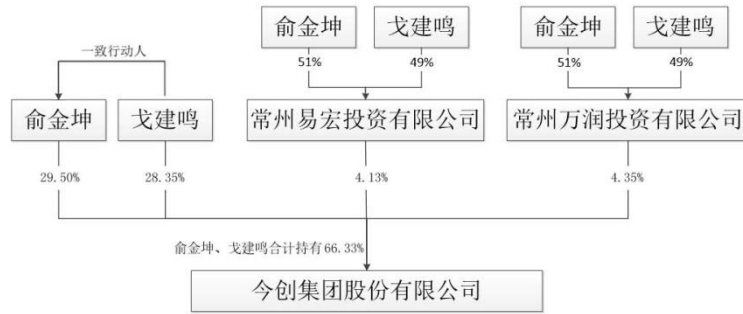 俞金坤
戈建鸣
俞金坤
戈建鸣
51%
49%
51%
49%
一致行动人
俞金坤
戈建鸣
常州易宏投资有限公司
常州万润投资有限公司
29.50%
28.35%
4.13%
4.35%
俞金坤、戈建鸣合计持有66.33%
今创集团股份有限公司